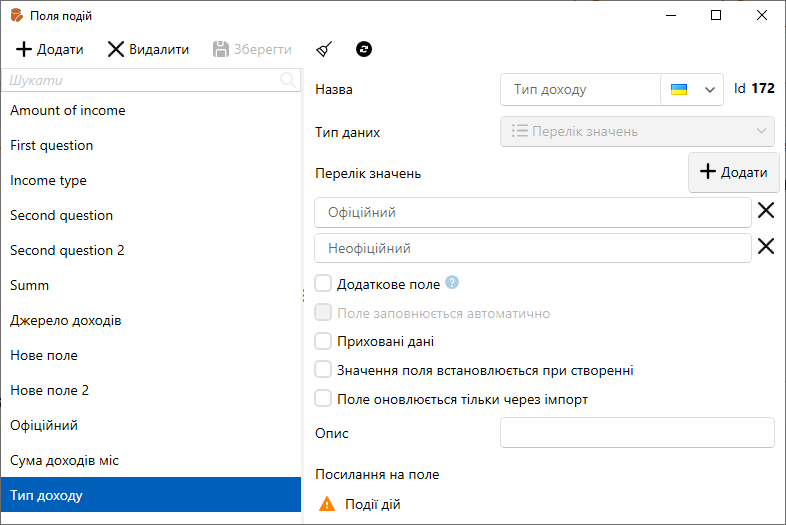 Поля подій
Додати Видалити Зберегти
Шукати
Amount of income
First question
Income type
Second question
Second question 2
Summ
Джерело доходів
Нове поле
Нове поле 2
Офіційний
Сума доходів міс
Тип доходу
Назва Тип доходу Id 172
Тип даних Перелік значень
Перелік значень Додати
Офіційний
Неофіційний
Додаткове поле ?
Поле заповнюється автоматично
Приховані дані
Значення поля встановлюється при створенні
Поле оновлюється тільки через імпорт
Опис
Посилання на поле
Події дій